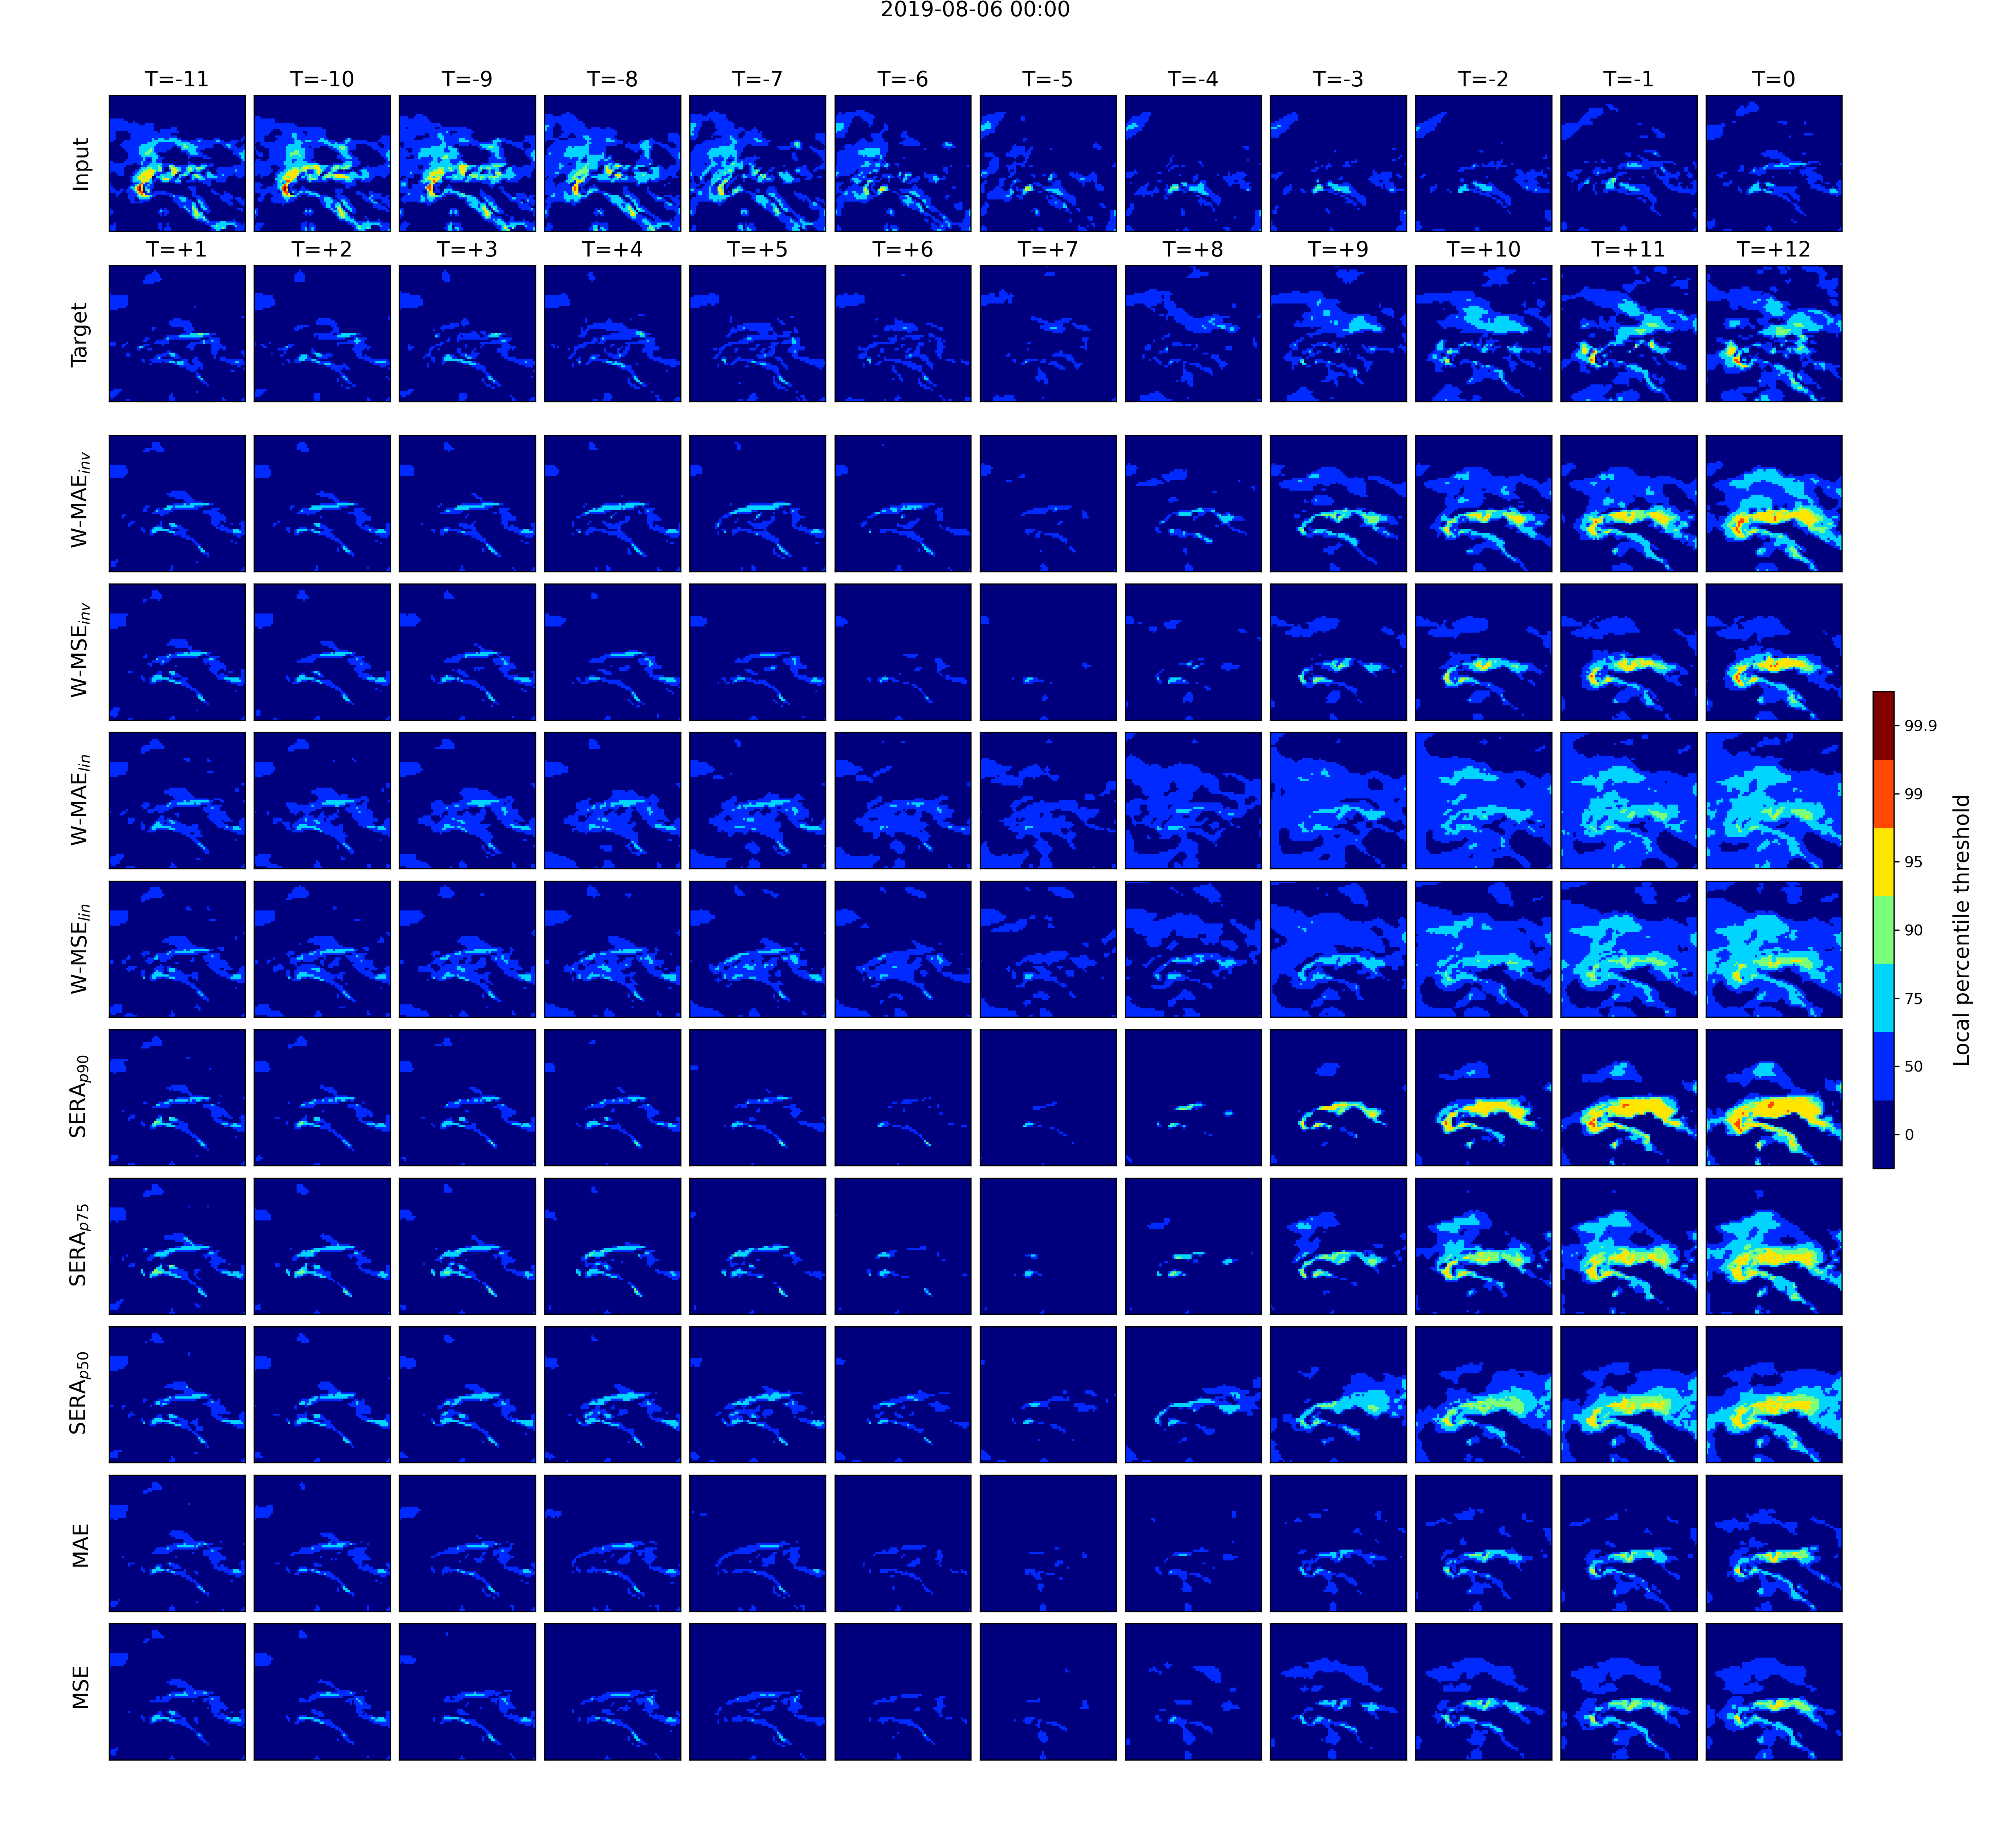 2019-08-06 00:00
T=-11 T=-10 T=-9 T=-8 T=-7 T=-6 T=-5 T=-4 T=-3 T=-2 T=-1 T=0
Input
T=+1 T=+2 T=+3 T=+4 T=+5 T=+6 T=+7 T=+8 T=+9 T=+10 T=+11 T=+12
Target
W-MAEinv
W-MSEinv
W-MAElin
W-MSElin
SERAp90
SERAp75
SERAp50
MAE
MSE
99.9
99
95
90
75
50
0
Local percentile threshold